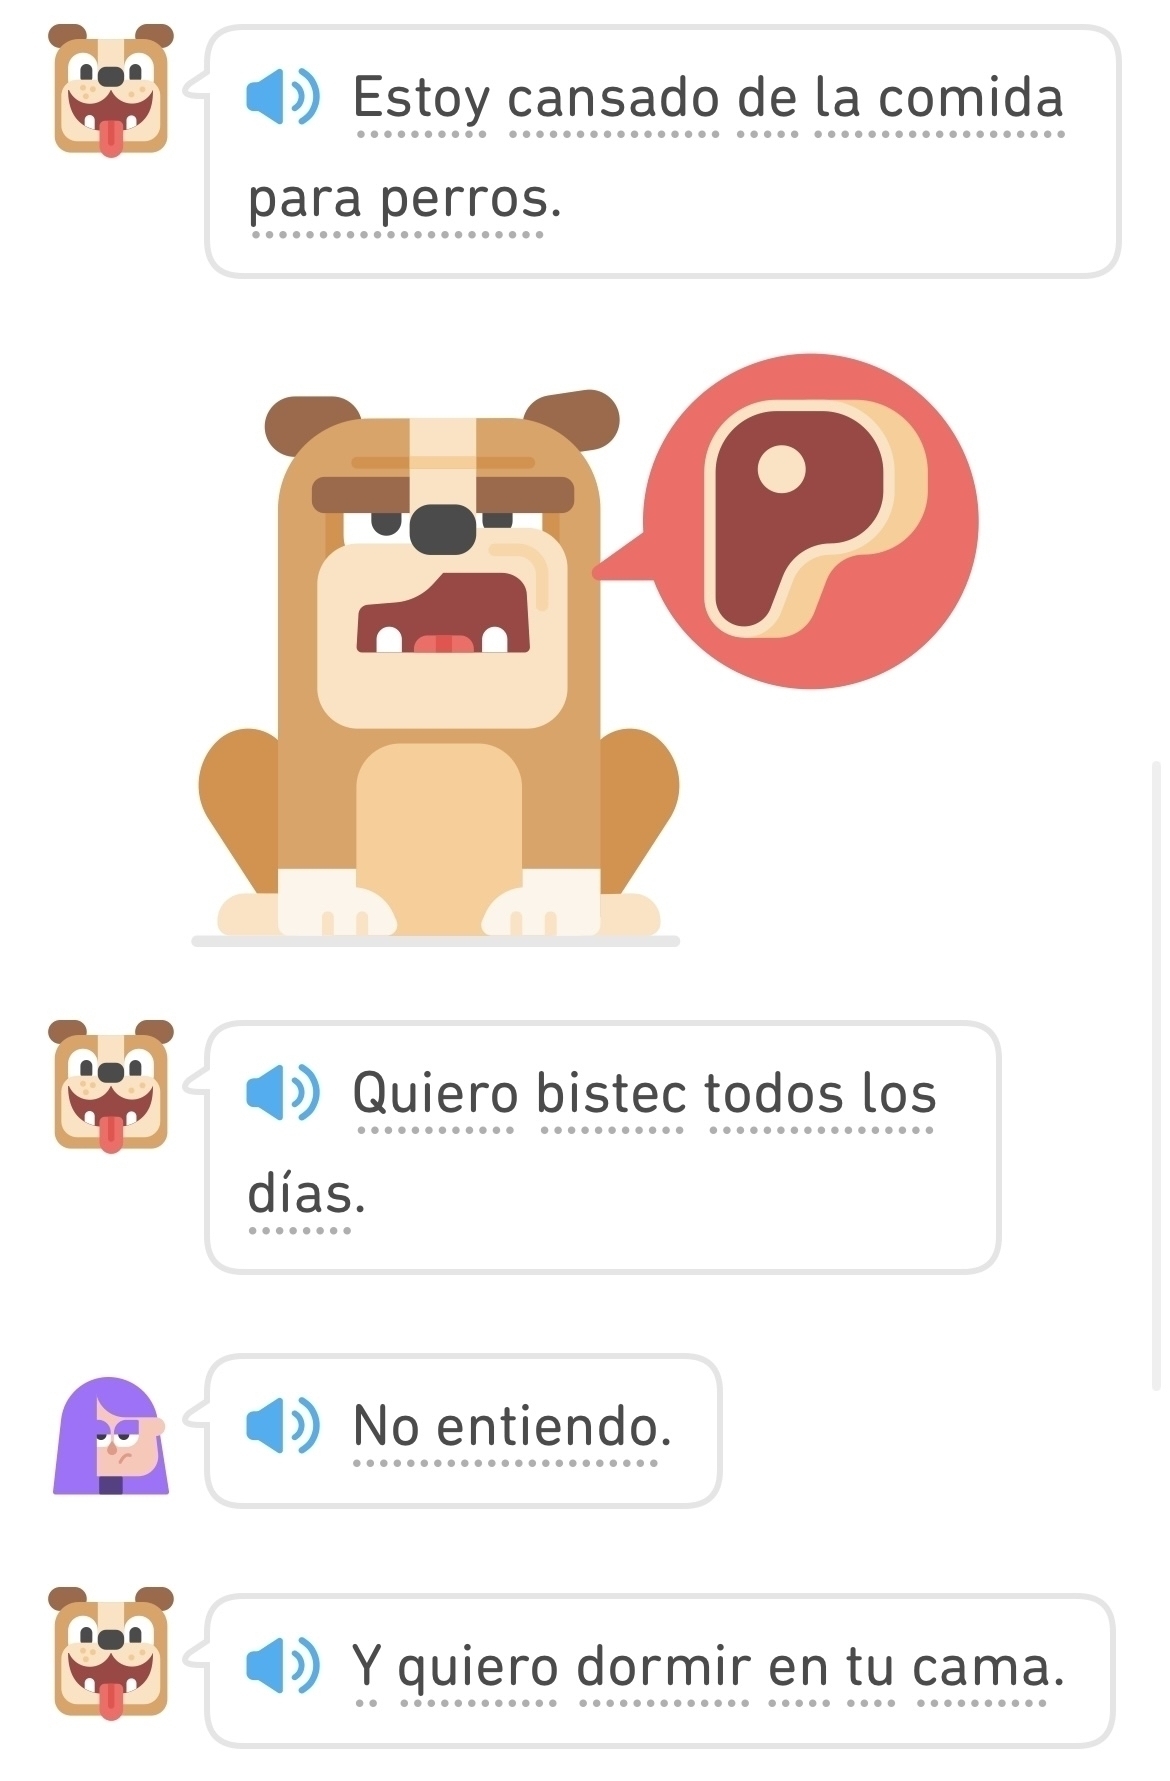 Estoy cansado de la comida
para perros.
Quiero bistec todos los
días.
No entiendo.
Y quiero dormir en tu cama.